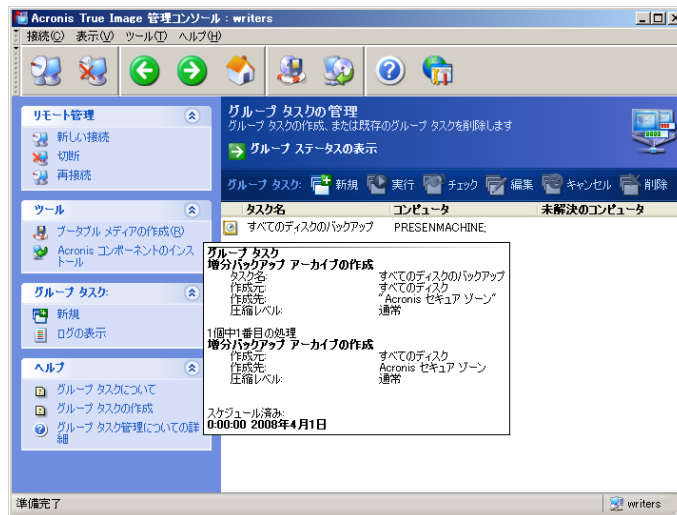 Acronis True Image 管理コンソール : writers
接続(C) 表示(V) ツール(T) ヘルプ(H)
リモート管理
新しい接続
切断
再接続
ツール
ブータブル メディアの作成(R)
Acronis コンポーネントのインス
トール
グループ タスク:
新規
ログの表示
ヘルプ
グループ タスクについて
グループ タスクの作成
グループ タスク管理についての詳
細
グループ タスクの管理
グループ タスクの作成、または既存のグループ タスクを削除します
グループ ステータスの表示
グループ タスク: 新規 実行 チェック 編集 キャンセル 削除
タスク名 コンピュータ 未解決のコンピュータ
すべてのディスクのバックアップ PRESENMACHINE;
グループ タスク
増分バックアップ アーカイブの作成
タスク名: すべてのディスクのバックアップ
作成元: すべてのディスク
作成先: "Acronis セキュア ゾーン"
圧縮レベル: 通常
1個中1番目の処理
増分バックアップ アーカイブの作成
作成元: すべてのディスク
作成先: Acronis セキュア ゾーン
圧縮レベル: 通常
スケジュール済み:
0:00:00 2008年4月1日
準備完了 writers